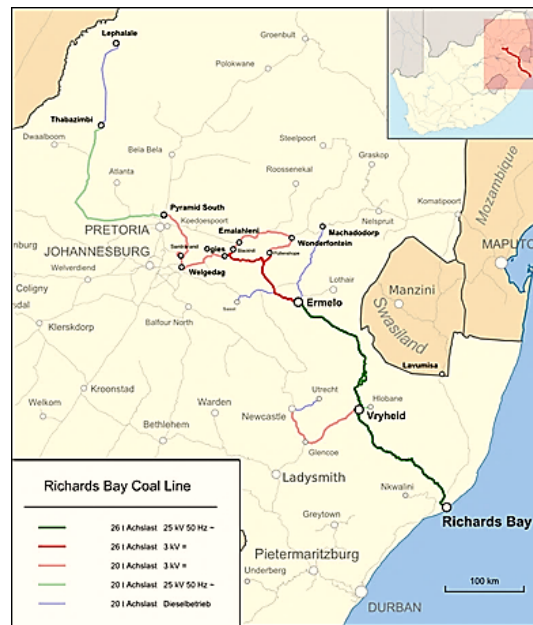 Lephalale
Groenbult
Polokwane
Thabazimbi
Dwaalboom
Steelpoort
Bela Bela
Graskop
Atlanta
Roossenekal
Mozambique
Pyramid South
Komatipoort
Koedoespoort
Nelspruit
PRETORIA
Emalahleni
Machadodorp
MAPUTO
JOHANNESBURG
Ogies
Wonderfontein
Welverdiend
Welgedag
Lothair
Coligny
Manzini
Ermelo
Swasiland
Balfour North
Klerksdorp
Lavumisa
Kroonstad
Utrecht
Hlobane
Welkom
Warden
Newcastle
Vryheid
Bethlehem
Glencoe
Ladysmith
Nkwalini
Richards Bay
Greytown
Pietermaritzburg
Underberg
DURBAN
100 km
Richards Bay Coal Line
26 t Achslast 25 kV 50 Hz ~
26 t Achslast 3 kV =
20 t Achslast 3 kV =
20 t Achslast 25 kV 50 Hz ~
20 t Achslast Dieselbetrieb